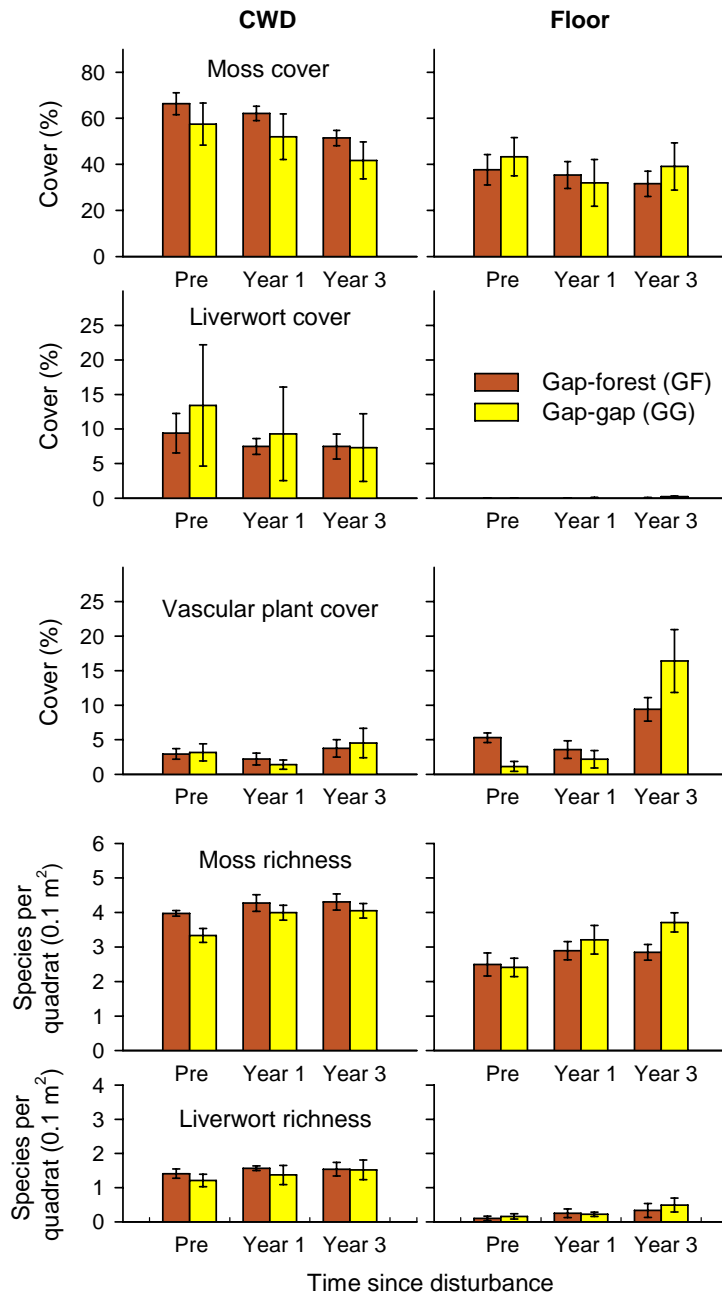 CWD Floor
Moss cover
80
60
40
20
0
Cover (%)
Pre Year 1 Year 3 Pre Year 1 Year 3
Liverwort cover
25
20
15
10
5
0
Cover (%)
Gap-forest (GF)
Gap-gap (GG)
Pre Year 1 Year 3 Pre Year 1 Year 3
Vascular plant cover
25
20
15
10
5
0
Cover (%)
Pre Year 1 Year 3 Pre Year 1 Year 3
Moss richness
6
5
4
3
2
1
0
Species per
quadrat (0.1 m²)
Pre Year 1 Year 3 Pre Year 1 Year 3
Liverwort richness
4
3
2
1
0
Species per
quadrat (0.1 m²)
Pre Year 1 Year 3 Pre Year 1 Year 3
Time since disturbance